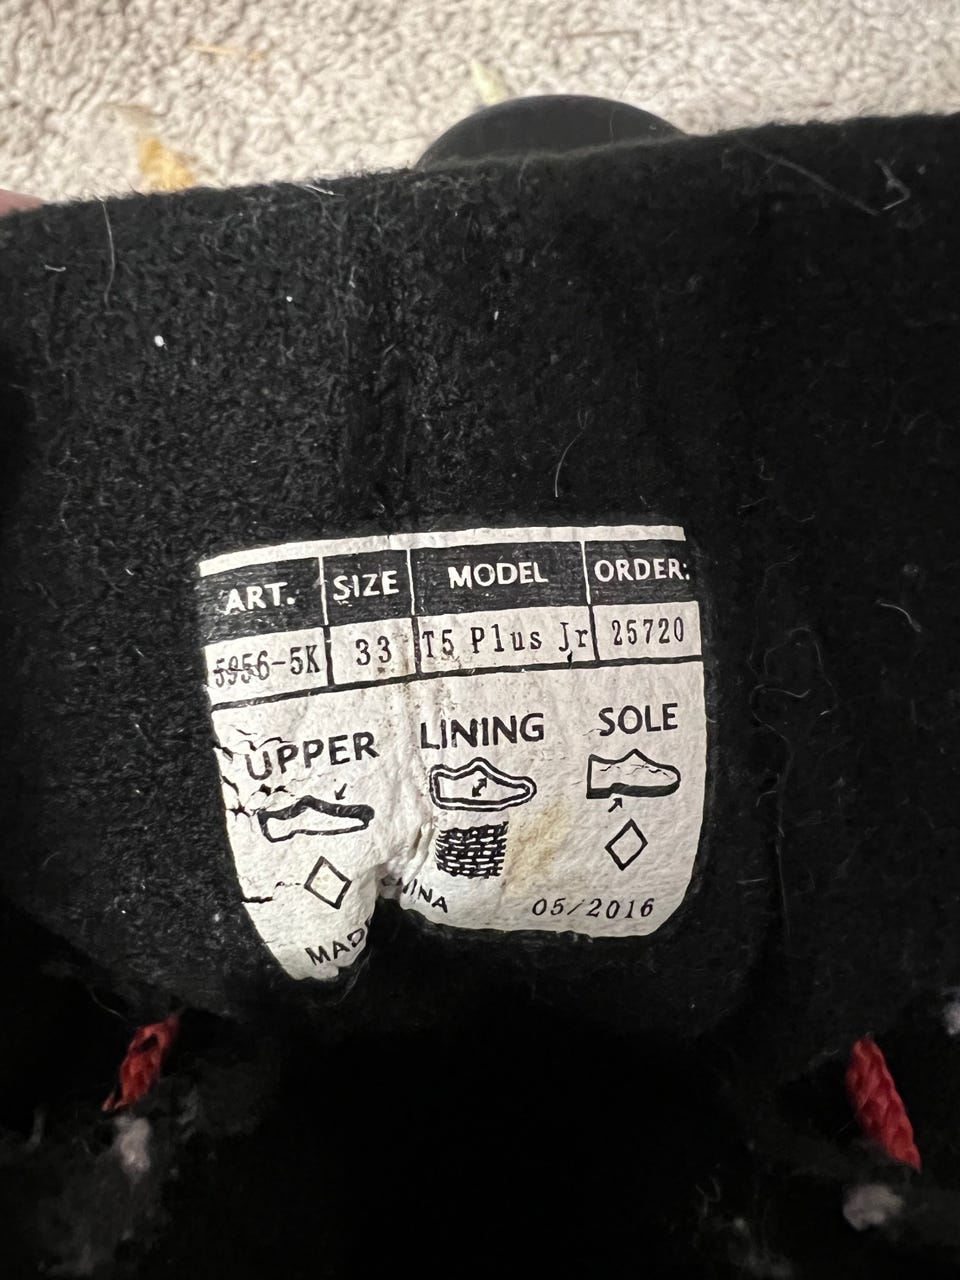 ART. SIZE MODEL ORDER:
5956-5K 33 T5 Plus Jr 25720
UPPER LINING SOLE
MADE CHINA 05/2016